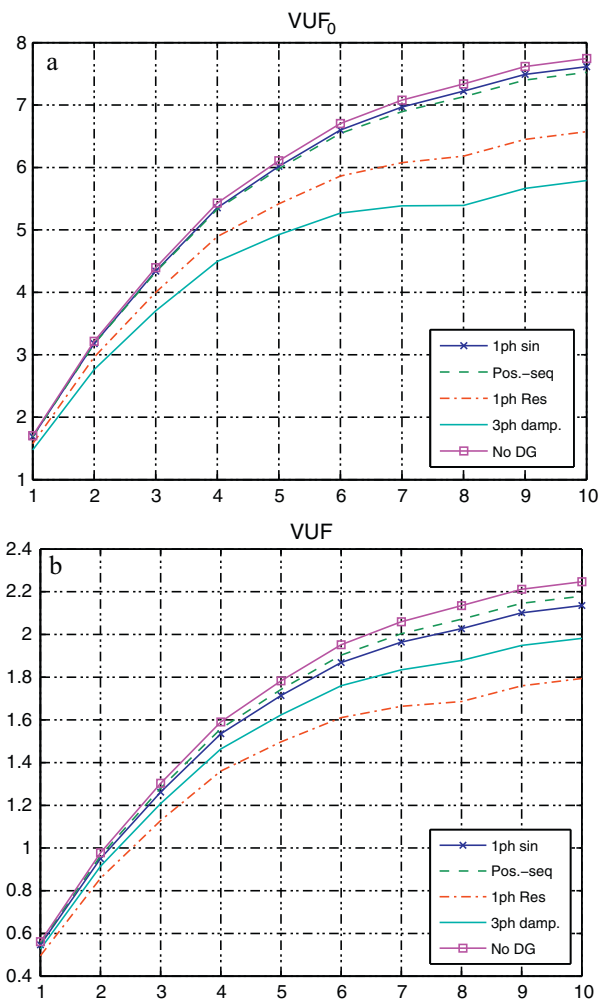 VUF0
a
8
7
6
5
4
3
2
1
1ph sin
Pos.-seq
1ph Res
3ph damp.
No DG
1 2 3 4 5 6 7 8 9 10
VUF
b
2.4
2.2
2
1.8
1.6
1.4
1.2
1
0.8
0.6
0.4
1ph sin
Pos.-seq
1ph Res
3ph damp.
No DG
1 2 3 4 5 6 7 8 9 10